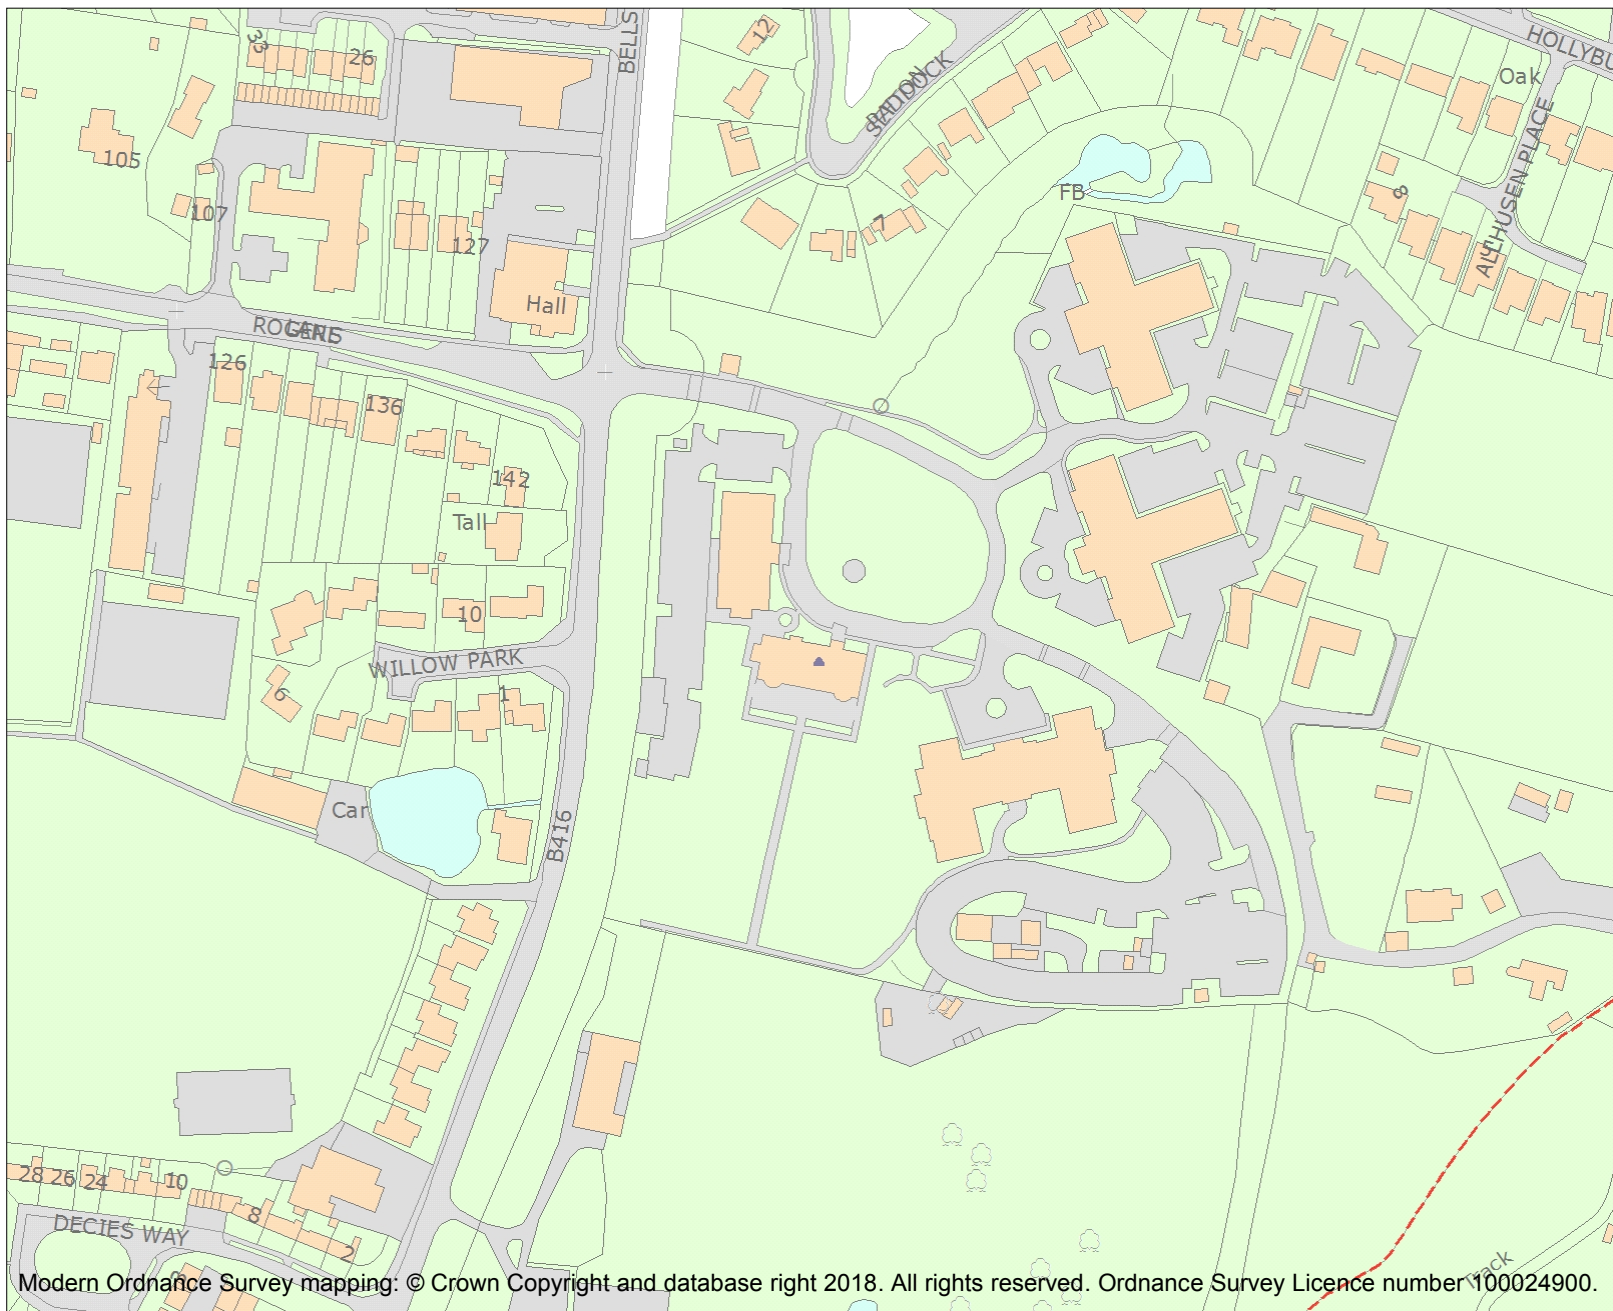 33
26
BELLS
12
HOLLYBU
Oak
PADDOCK
105
107
127
FB
7
8
ALTHUSEN PLACE
Hall
ROGERS
LANE
126
136
142
Tall
10
WILLOW PARK
6
1
Car
B416
28 26 24
10
8
DECIES WAY
2
Track
Modern Ordnance Survey mapping: © Crown Copyright and database right 2018. All rights reserved. Ordnance Survey Licence number 100024900.